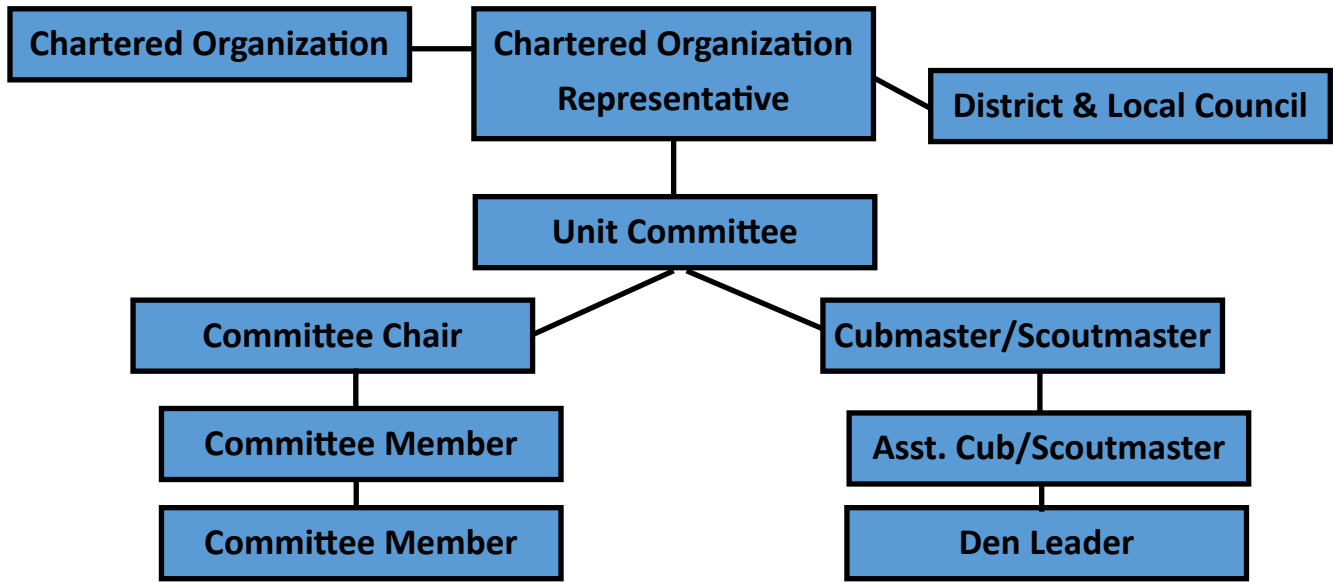 Chartered Organization
Chartered Organization
Representative
District & Local Council
Unit Committee
Committee Chair
Cubmaster/Scoutmaster
Committee Member
Asst. Cub/Scoutmaster
Committee Member
Den Leader